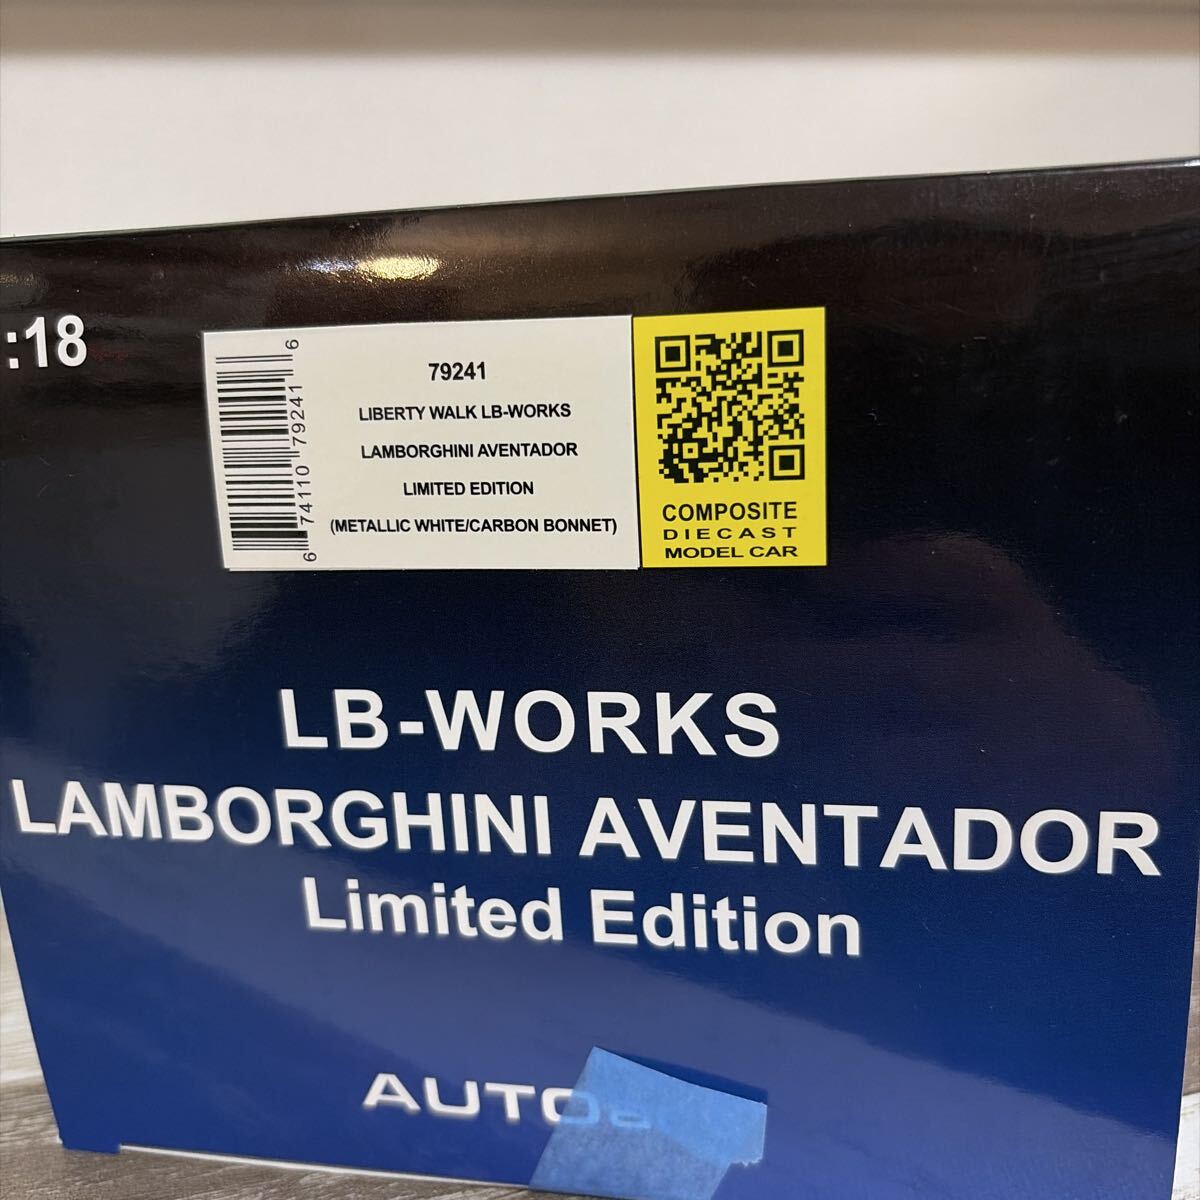 :18
6 74110 79241 6
79241
LIBERTY WALK LB-WORKS
LAMBORGHINI AVENTADOR
LIMITED EDITION
(METALLIC WHITE/CARBON BONNET)
COMPOSITE
DIECAST
MODEL CAR
LB-WORKS
LAMBORGHINI AVENTADOR
Limited Edition